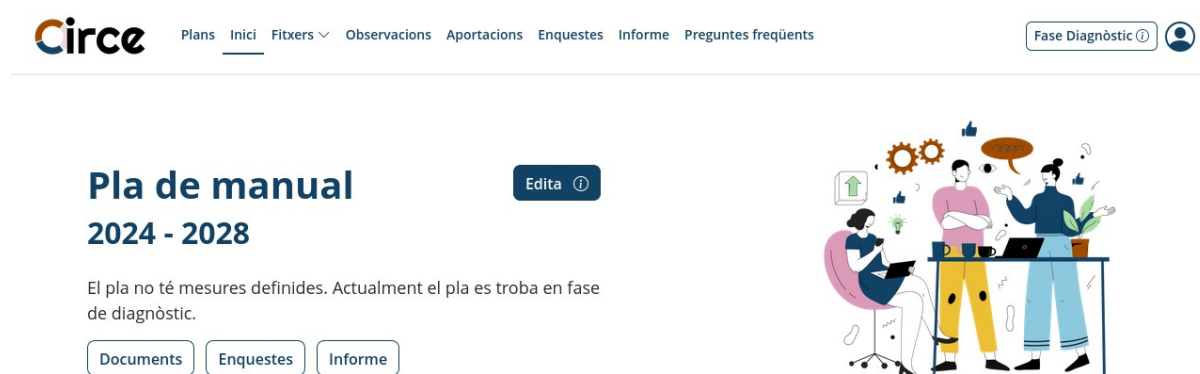 Circe
Plans Inici Fitxers Observacions Aportacions Enquestes Informe Preguntes freqüents
Fase Diagnòstic
Pla de manual
Edita
2024 - 2028
El pla no té mesures definides. Actualment el pla es troba en fase
de diagnòstic.
Documents Enquestes Informe